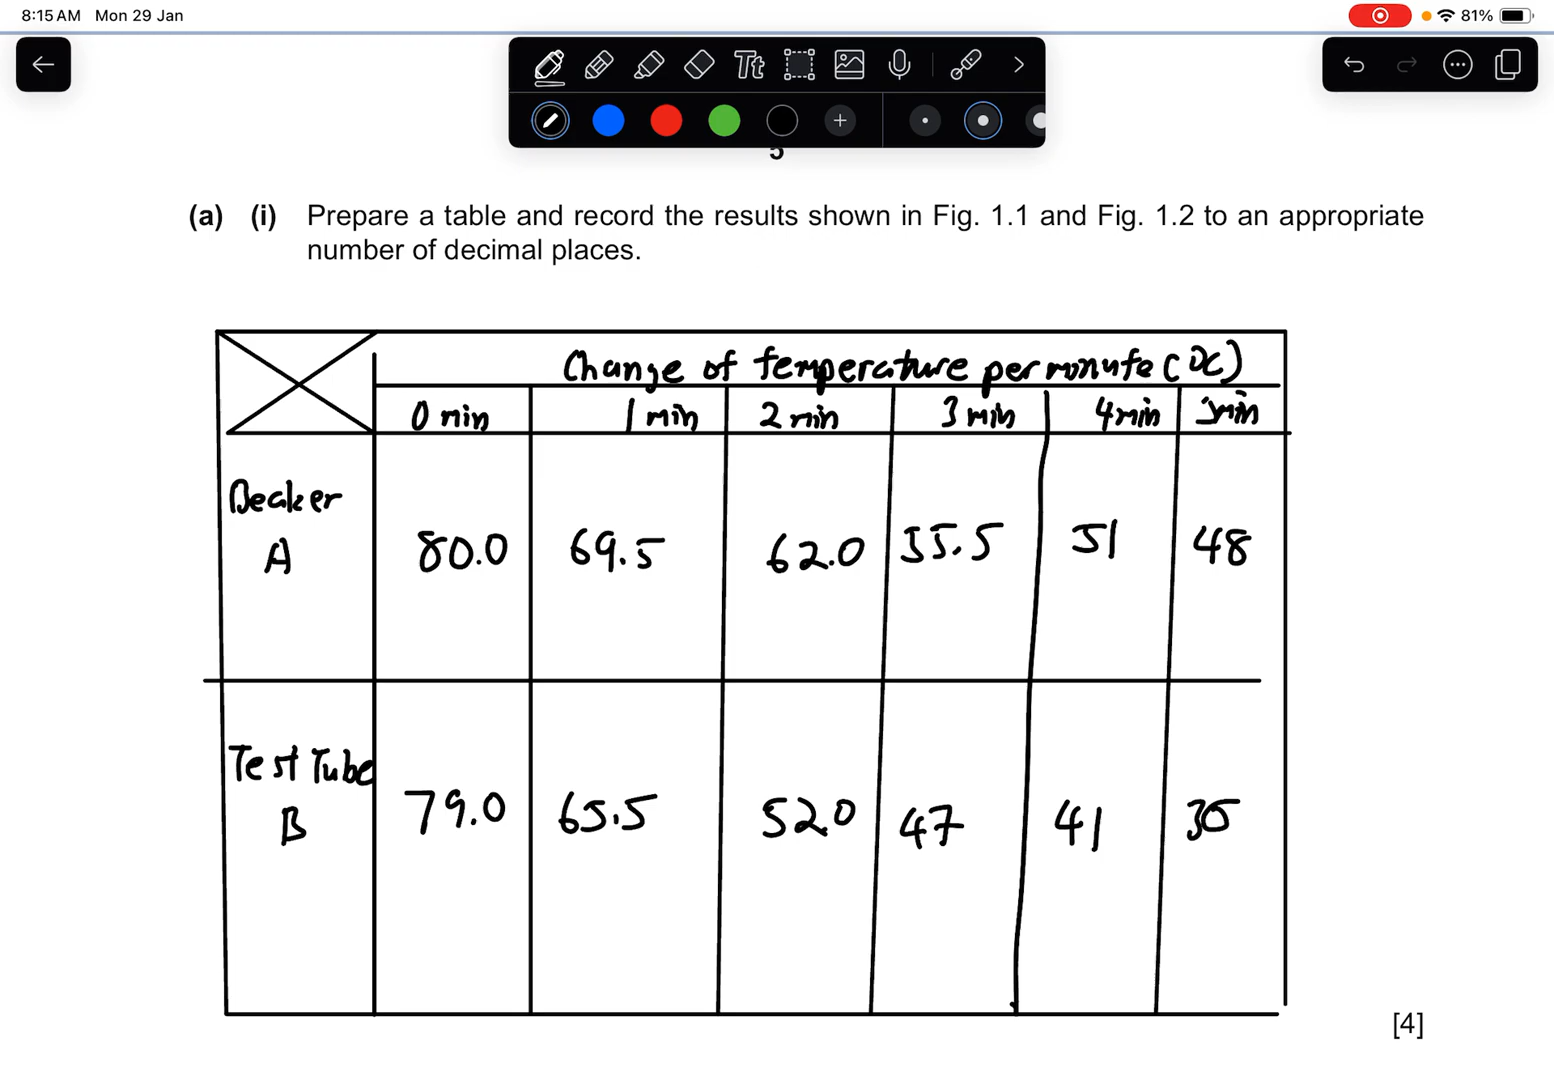 8:15 AM Mon 29 Jan
81%
Tt
5
(a) (i) Prepare a table and record the results shown in Fig. 1.1 and Fig. 1.2 to an appropriate
number of decimal places.
Change of temperature per minute (°C)
0 min 1 min 2 min 3 min 4 min 5min
Beaker
A
80.0 69.5 62.0 55.5 51 48
Test Tube
B
79.0 65.5 52.0 47 41
[4]